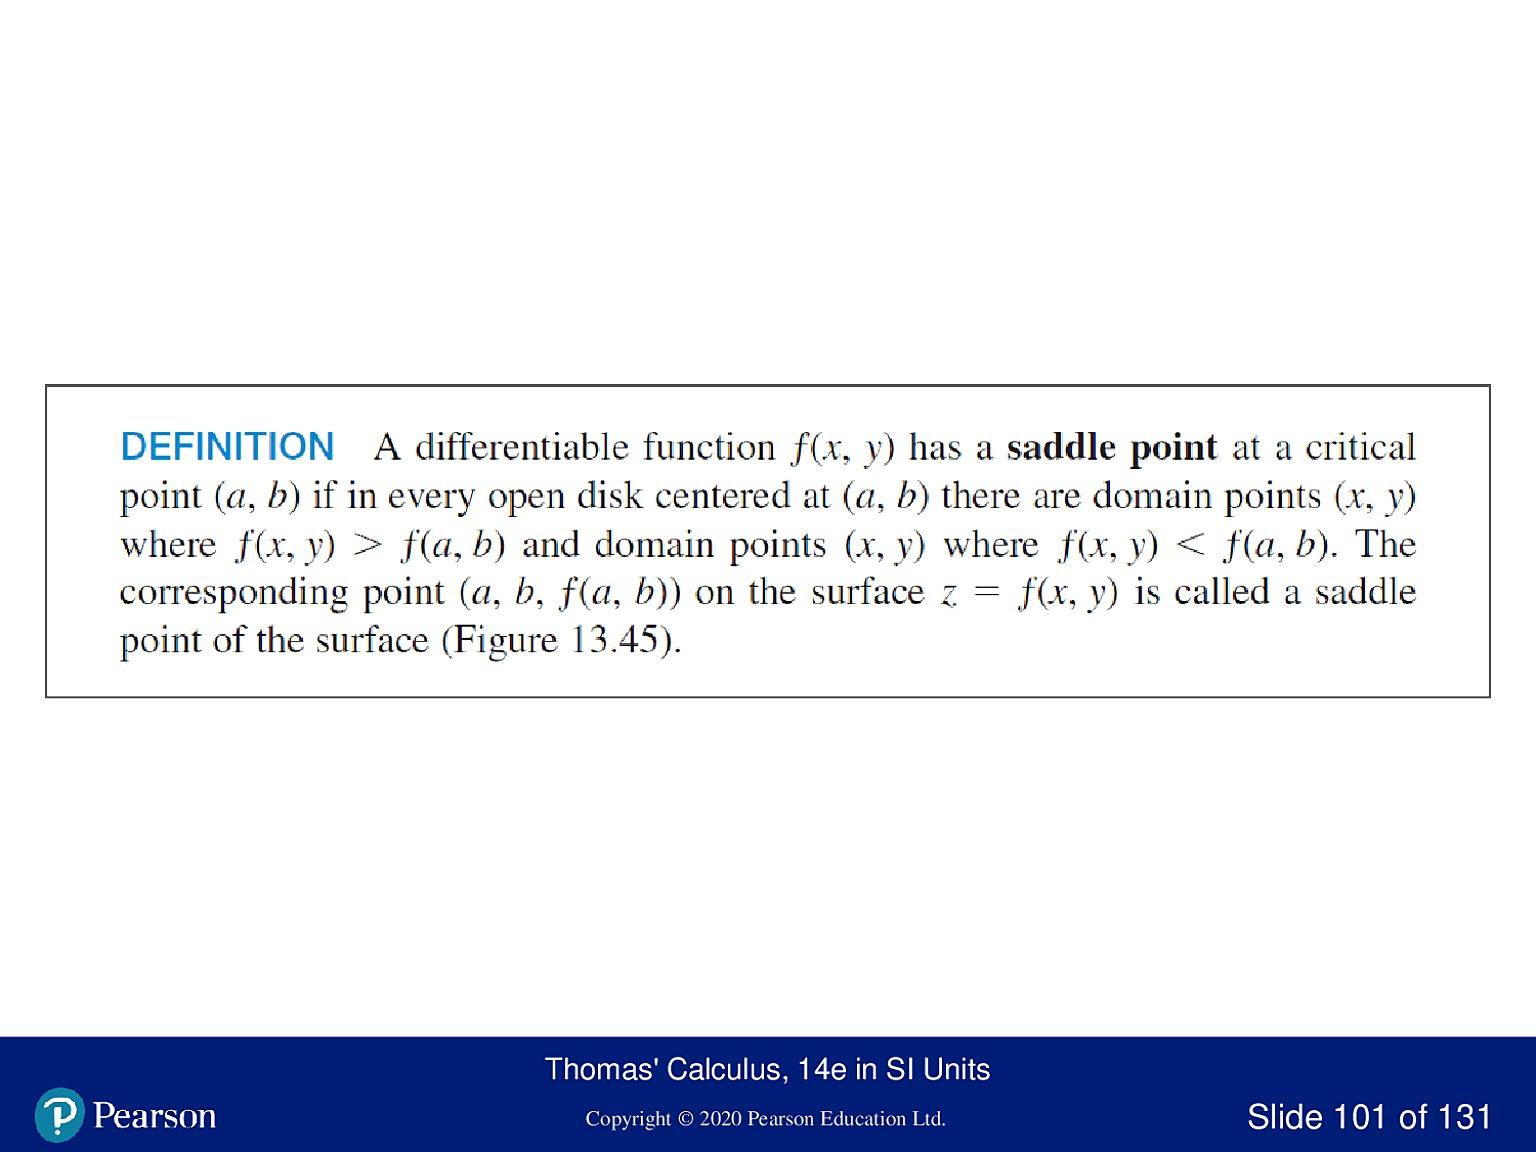 DEFINITION A differentiable function f(x, y) has a saddle point at a critical
point (a, b) if in every open disk centered at (a, b) there are domain points (x, y)
where f(x, y) > f(a, b) and domain points (x, y) where f(x, y) < f(a, b). The
corresponding point (a, b, f(a, b)) on the surface z = f(x, y) is called a saddle
point of the surface (Figure 13.45).
Thomas' Calculus, 14e in SI Units
Pearson
Copyright © 2020 Pearson Education Ltd.
Slide 101 of 131